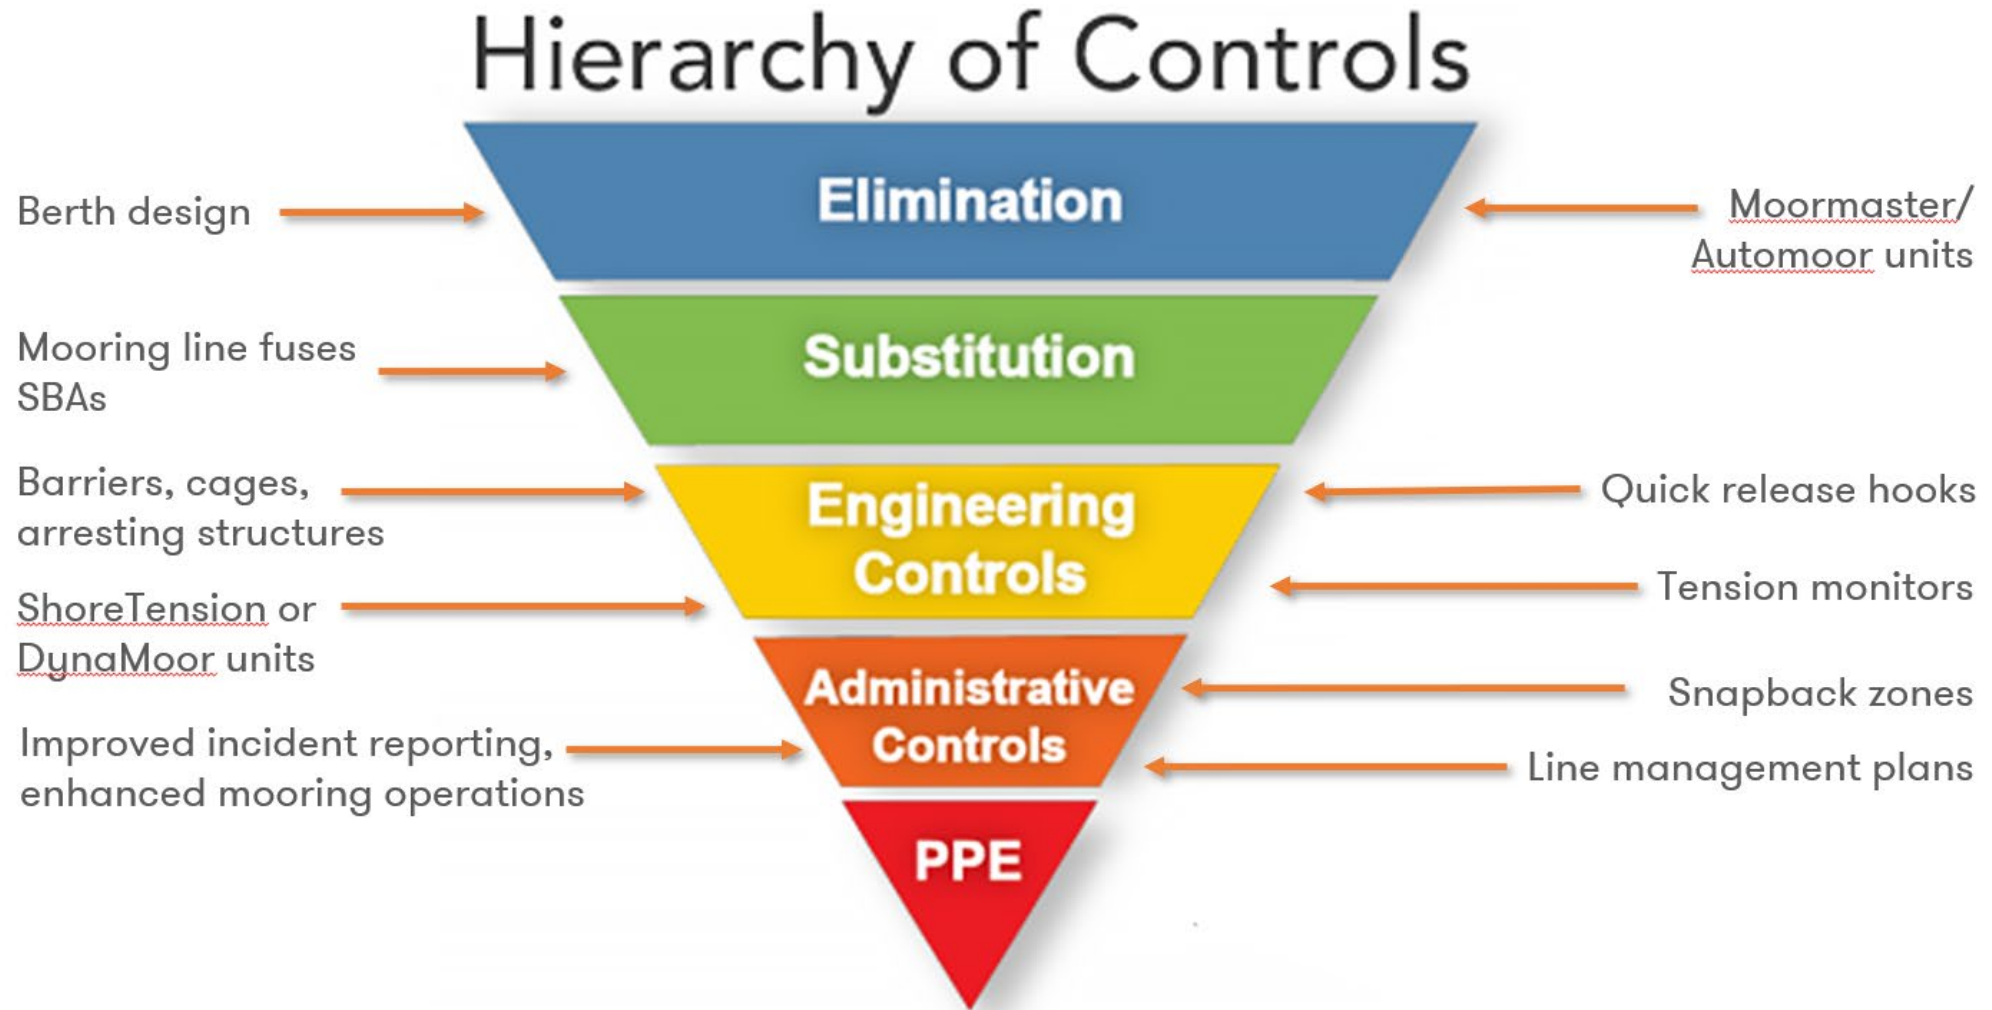 Hierarchy of Controls
Elimination
Berth design
Moormaster/
Automoor units
Substitution
Mooring line fuses
SBAs
Engineering
Controls
Barriers, cages,
arresting structures
Quick release hooks
ShoreTension or
DynaMoor units
Tension monitors
Administrative
Controls
Snapback zones
Improved incident reporting,
enhanced mooring operations
Line management plans
PPE